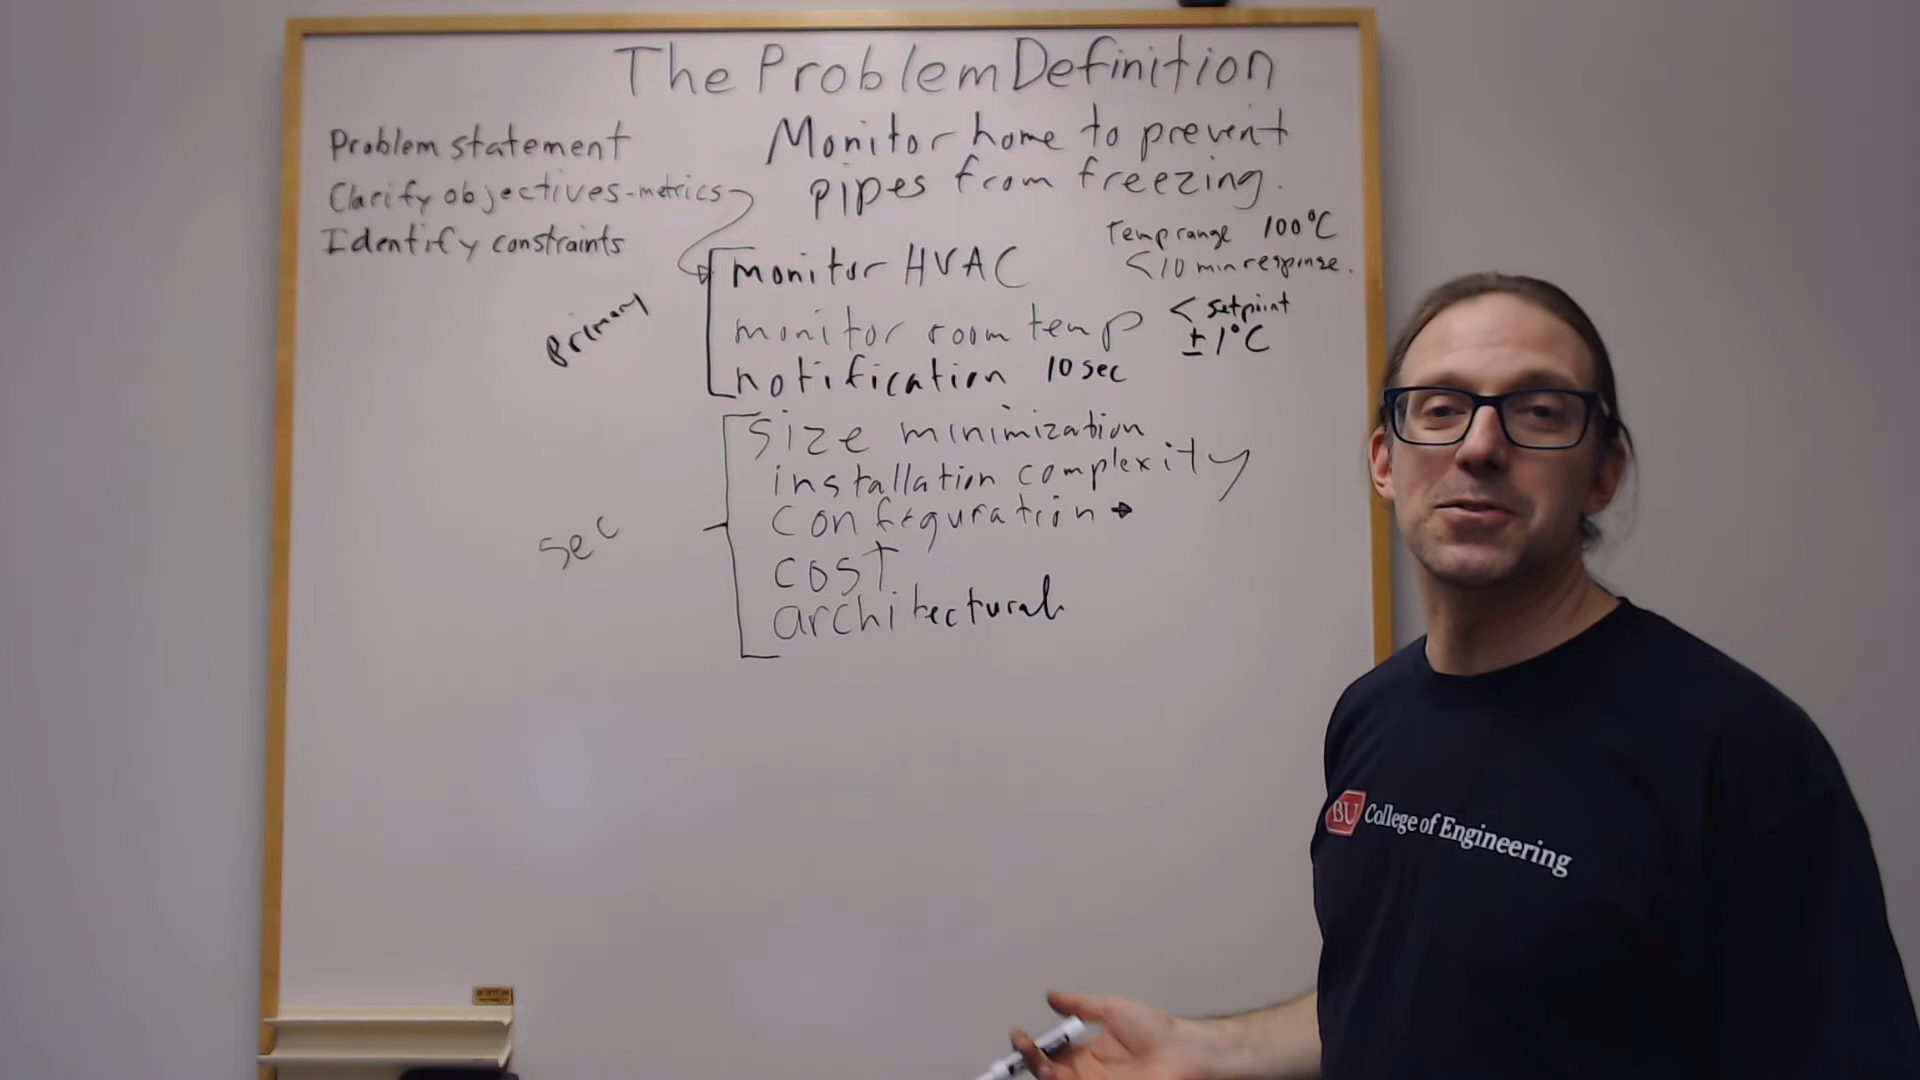 The Problem Definition
Problem statement
Clarify objectives-metrics
Identify constraints
Monitor home to prevent
pipes from freezing.
Primary
monitor HVAC
Temp range 100°C
<10 min response.
monitor room temp
< setpoint
± 1°C
notification 10 sec
sec
size minimization
installation complexity
configuration →
cost
architectural
BU College of Engineering